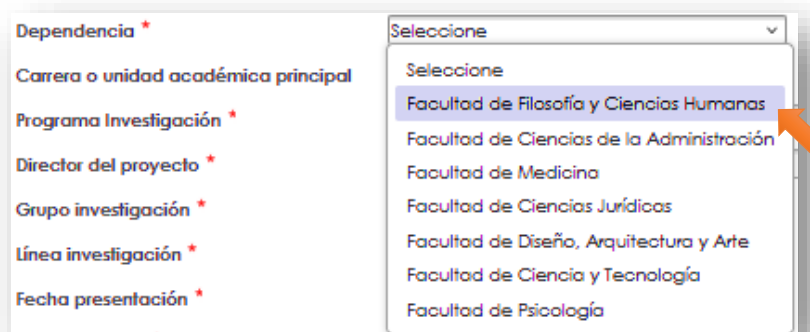 Dependencia *
Seleccione
Carrera o unidad académica principal
Programa Investigación *
Director del proyecto *
Grupo investigación *
Línea investigación *
Fecha presentación *
Seleccione
Facultad de Filosofía y Ciencias Humanas
Facultad de Ciencias de la Administración
Facultad de Medicina
Facultad de Ciencias Jurídicas
Facultad de Diseño, Arquitectura y Arte
Facultad de Ciencia y Tecnología
Facultad de Psicología